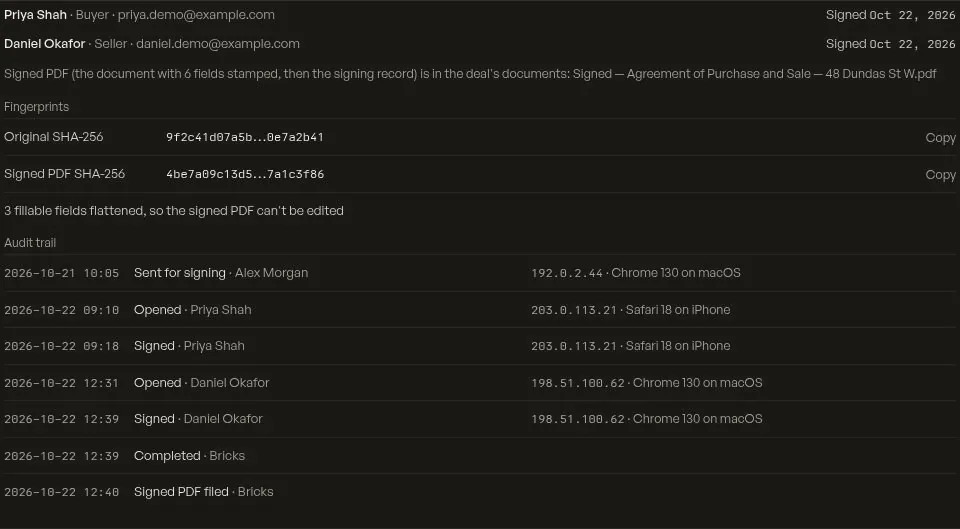 Priya Shah · Buyer · priya.demo@example.com Signed Oct 22, 2026
Daniel Okafor · Seller · daniel.demo@example.com Signed Oct 22, 2026
Signed PDF (the document with 6 fields stamped, then the signing record) is in the deal's documents: Signed — Agreement of Purchase and Sale — 48 Dundas St W.pdf
Fingerprints
Original SHA-256 9f2c41d07a5b...0e7a2b41 Copy
Signed PDF SHA-256 4be7a09c13d5...7a1c3f86 Copy
3 fillable fields flattened, so the signed PDF can't be edited
Audit trail
2026-10-21 10:05 Sent for signing · Alex Morgan 192.0.2.44 · Chrome 130 on macOS
2026-10-22 09:10 Opened · Priya Shah 203.0.113.21 · Safari 18 on iPhone
2026-10-22 09:18 Signed · Priya Shah 203.0.113.21 · Safari 18 on iPhone
2026-10-22 12:31 Opened · Daniel Okafor 198.51.100.62 · Chrome 130 on macOS
2026-10-22 12:39 Signed · Daniel Okafor 198.51.100.62 · Chrome 130 on macOS
2026-10-22 12:39 Completed · Bricks
2026-10-22 12:40 Signed PDF filed · Bricks